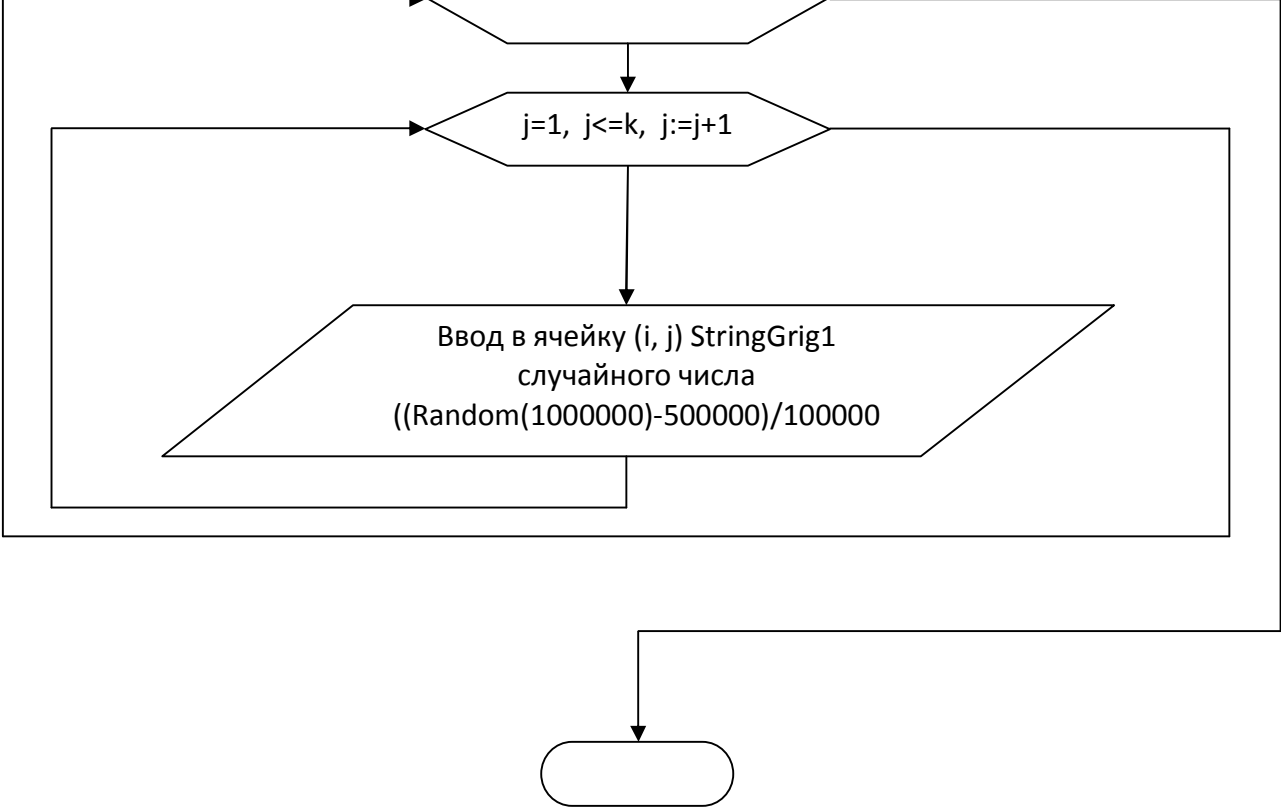 j=1, j<=k, j:=j+1
Ввод в ячейку (i, j) StringGrig1
случайного числа
((Random(1000000)-500000)/100000